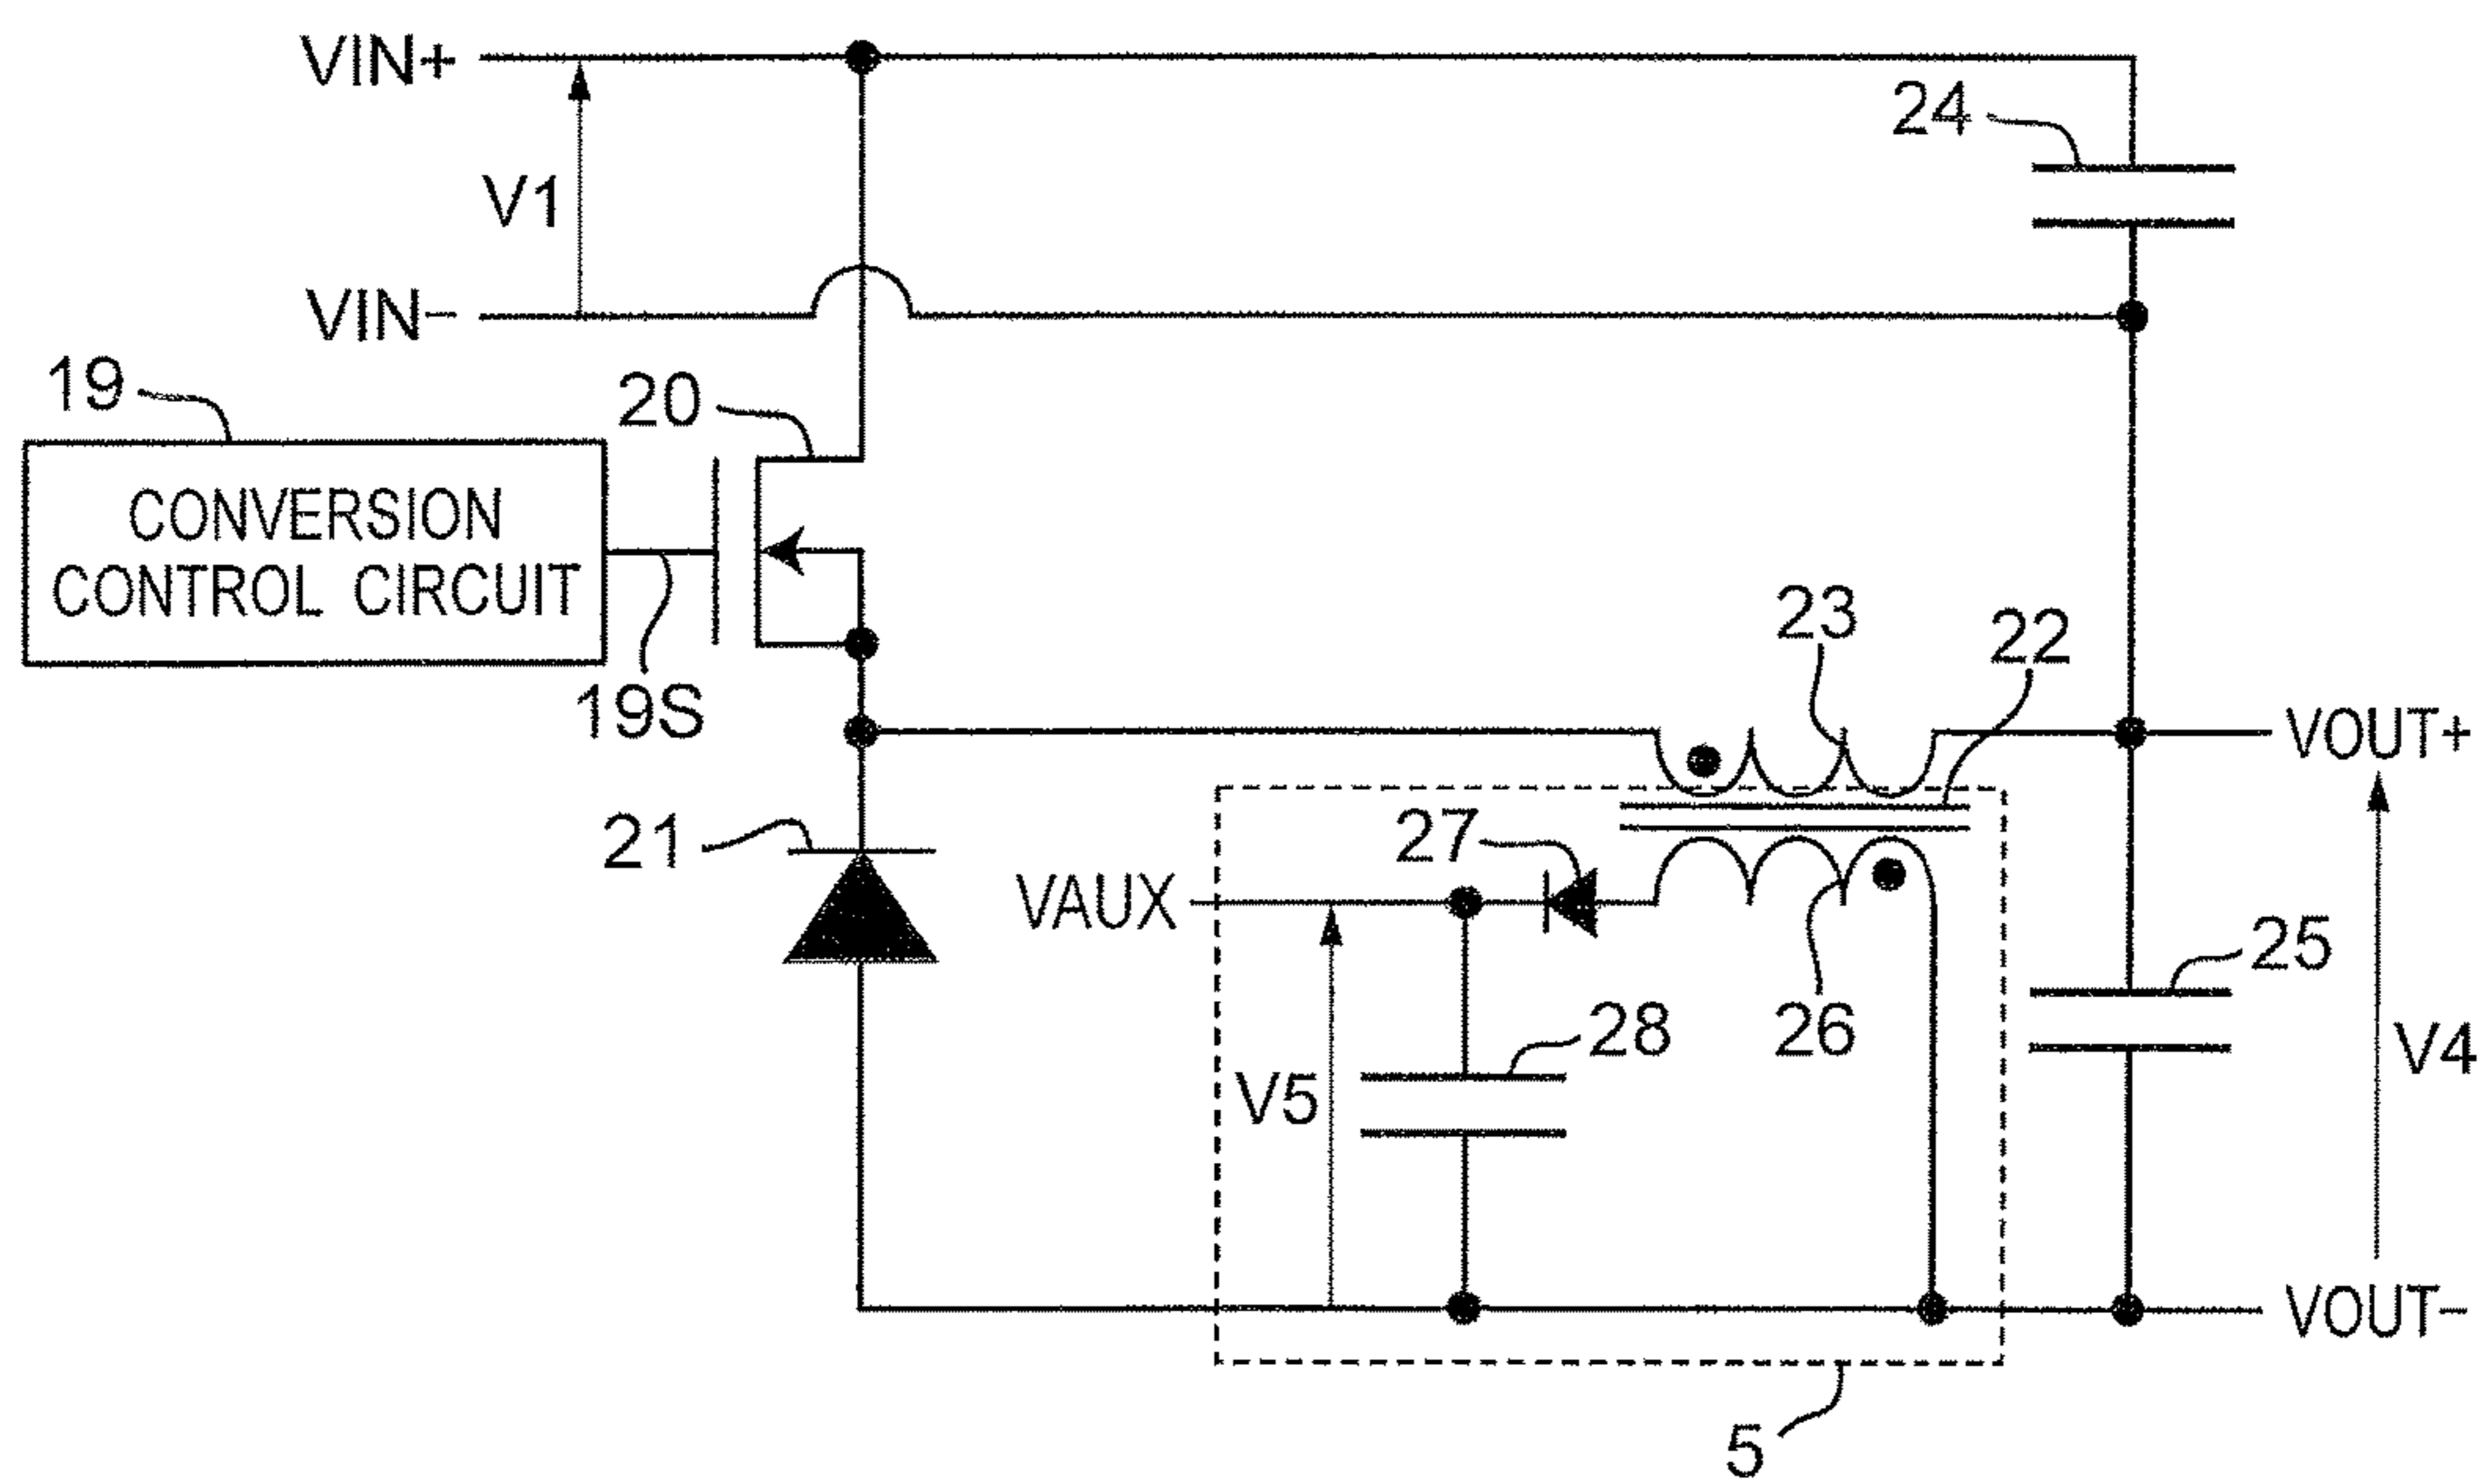 VIN+
24
V1
VIN−
19
20
CONVERSION
CONTROL CIRCUIT
23
22
19S
VOUT+
21
27
VAUX
25
28
26
V4
V5
VOUT−
5